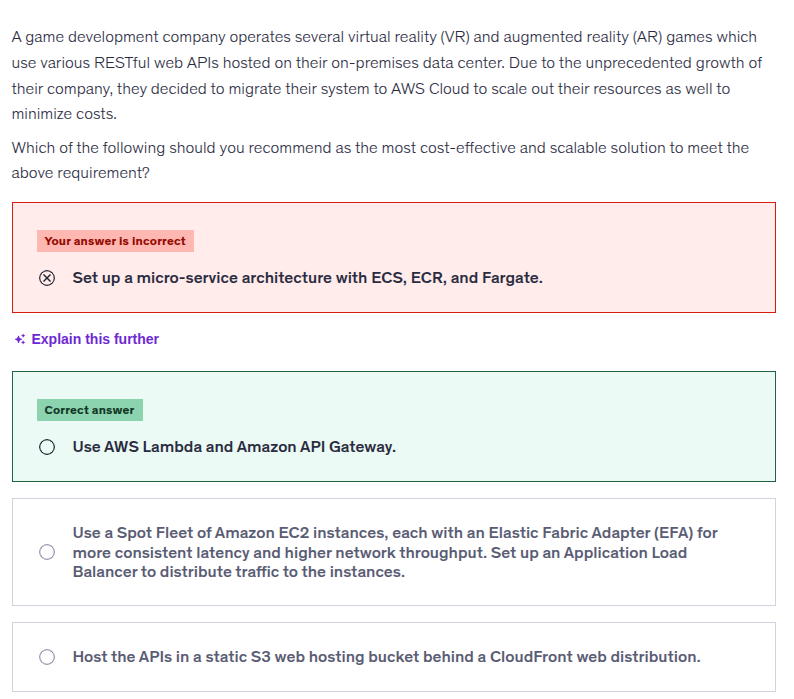 A game development company operates several virtual reality (VR) and augmented reality (AR) games which
use various RESTful web APIs hosted on their on-premises data center. Due to the unprecedented growth of
their company, they decided to migrate their system to AWS Cloud to scale out their resources as well to
minimize costs.
Which of the following should you recommend as the most cost-effective and scalable solution to meet the
above requirement?
Your answer is incorrect
Set up a micro-service architecture with ECS, ECR, and Fargate.
Explain this further
Correct answer
Use AWS Lambda and Amazon API Gateway.
Use a Spot Fleet of Amazon EC2 instances, each with an Elastic Fabric Adapter (EFA) for
more consistent latency and higher network throughput. Set up an Application Load
Balancer to distribute traffic to the instances.
Host the APIs in a static S3 web hosting bucket behind a CloudFront web distribution.